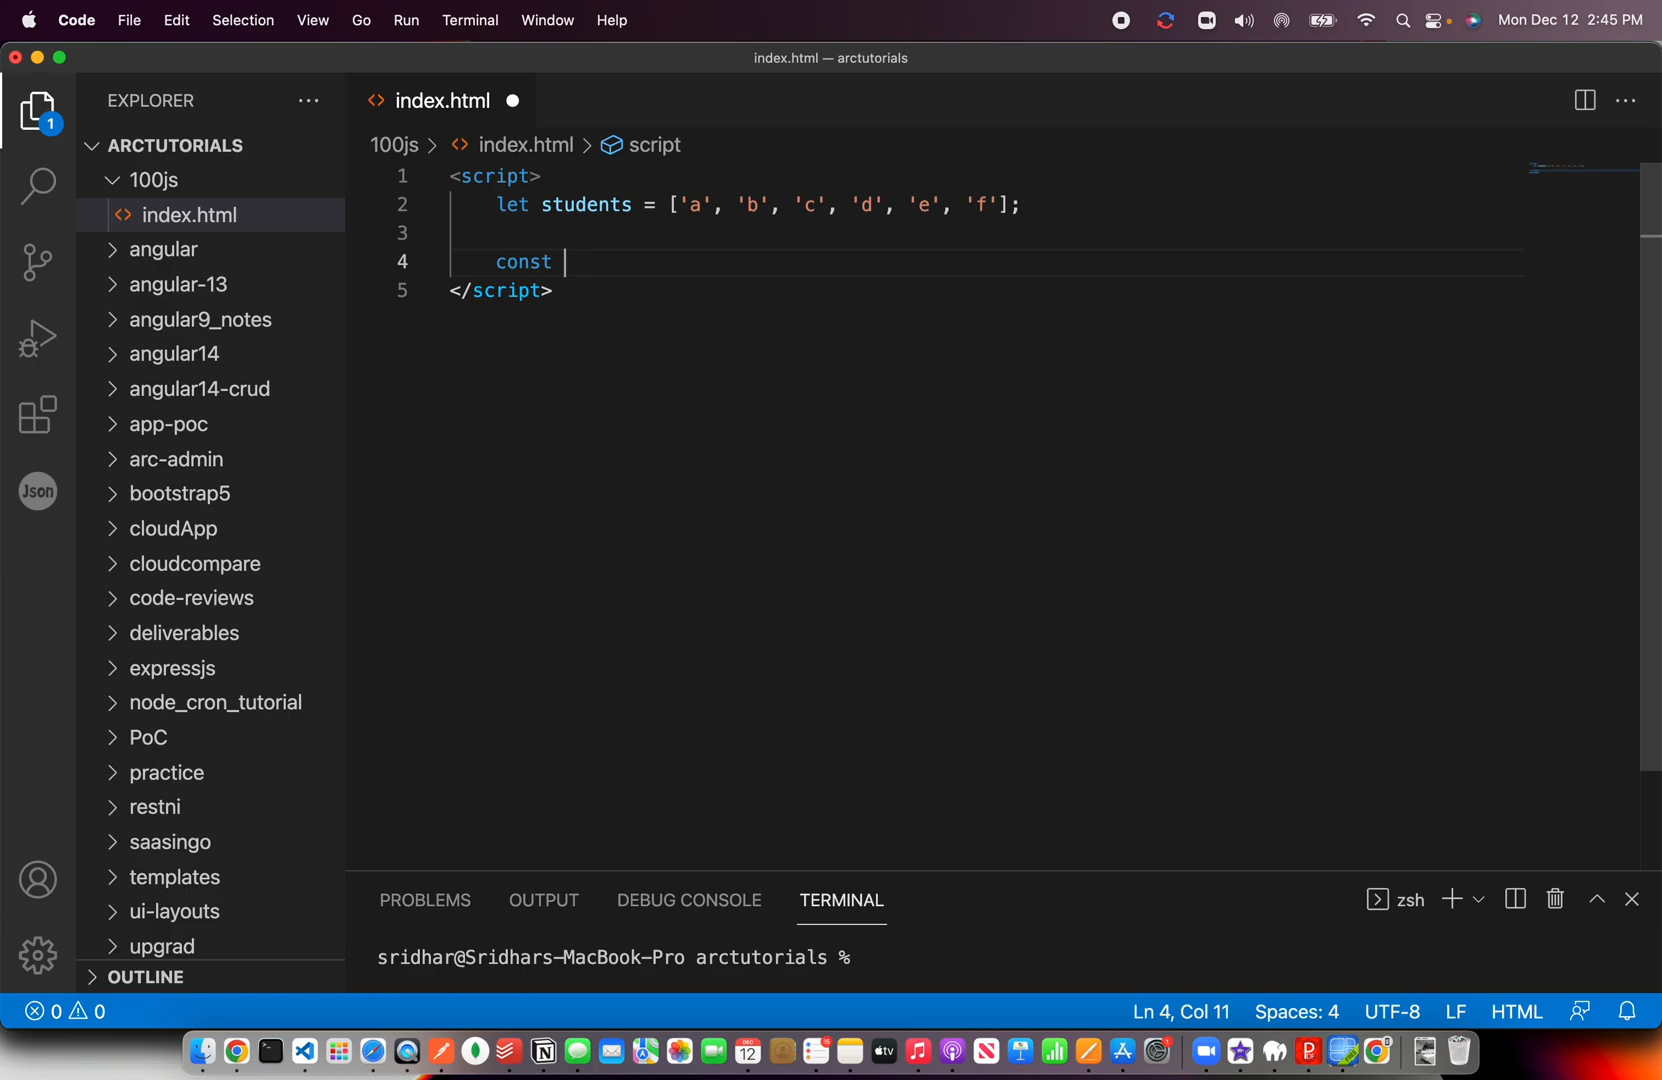 Code File Edit Selection View Go Run Terminal Window Help Mon Dec 12 2:45 PM
index.html — arctutorials
EXPLORER
index.html
1
ARCTUTORIALS
100js > index.html > script
100js
index.html
angular
angular-13
angular9_notes
angular14
angular14-crud
app-poc
arc-admin
bootstrap5
Json
cloudApp
cloudcompare
code-reviews
deliverables
expressjs
node_cron_tutorial
PoC
practice
restni
saasingo
templates
ui-layouts
upgrad
OUTLINE
1 <script>
2 let students = ['a', 'b', 'c', 'd', 'e', 'f'];
3
4 const
5 </script>
PROBLEMS OUTPUT DEBUG CONSOLE TERMINAL zsh
sridhar@Sridhars-MacBook-Pro arctutorials %
0 0 Ln 4, Col 11 Spaces: 4 UTF-8 LF HTML